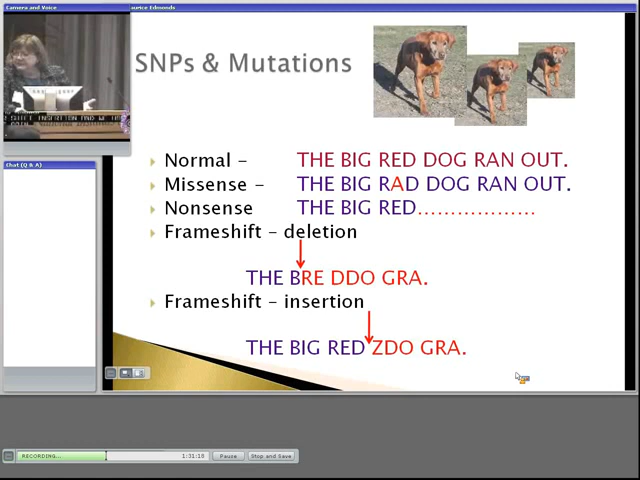 Camera and Voice
urice Edmonds
SNPs & Mutations
Normal – THE BIG RED DOG RAN OUT.
Missense – THE BIG RAD DOG RAN OUT.
Nonsense THE BIG RED..................
Frameshift – deletion
THE BRE DDO GRA.
Frameshift – insertion
THE BIG RED ZDO GRA.
Chat (Q & A)
RECORDING...
1:31:18
Pause
Stop and Save